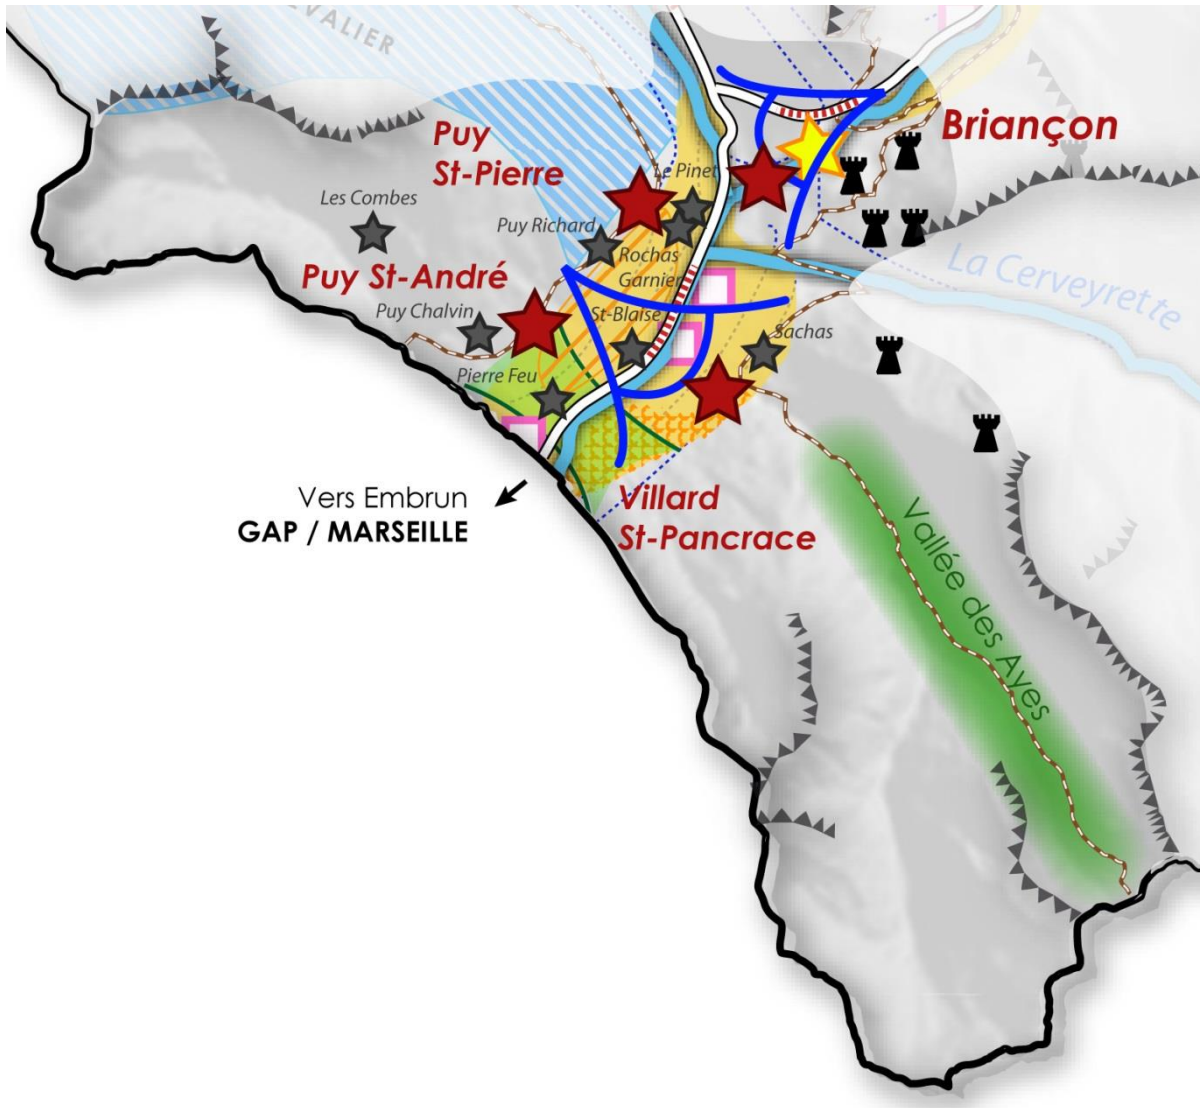 CHEVALIER
Briançon
Puy
St-Pierre
Le Pinet
Les Combes
Puy Richard
Rochas
Garnier
La Cerveyrette
Puy St-André
Puy Chalvin
St-Blaise
Sachas
Pierre Feu
Vers Embrun
GAP / MARSEILLE
Villard
St-Pancrace
Vallée des Ayes